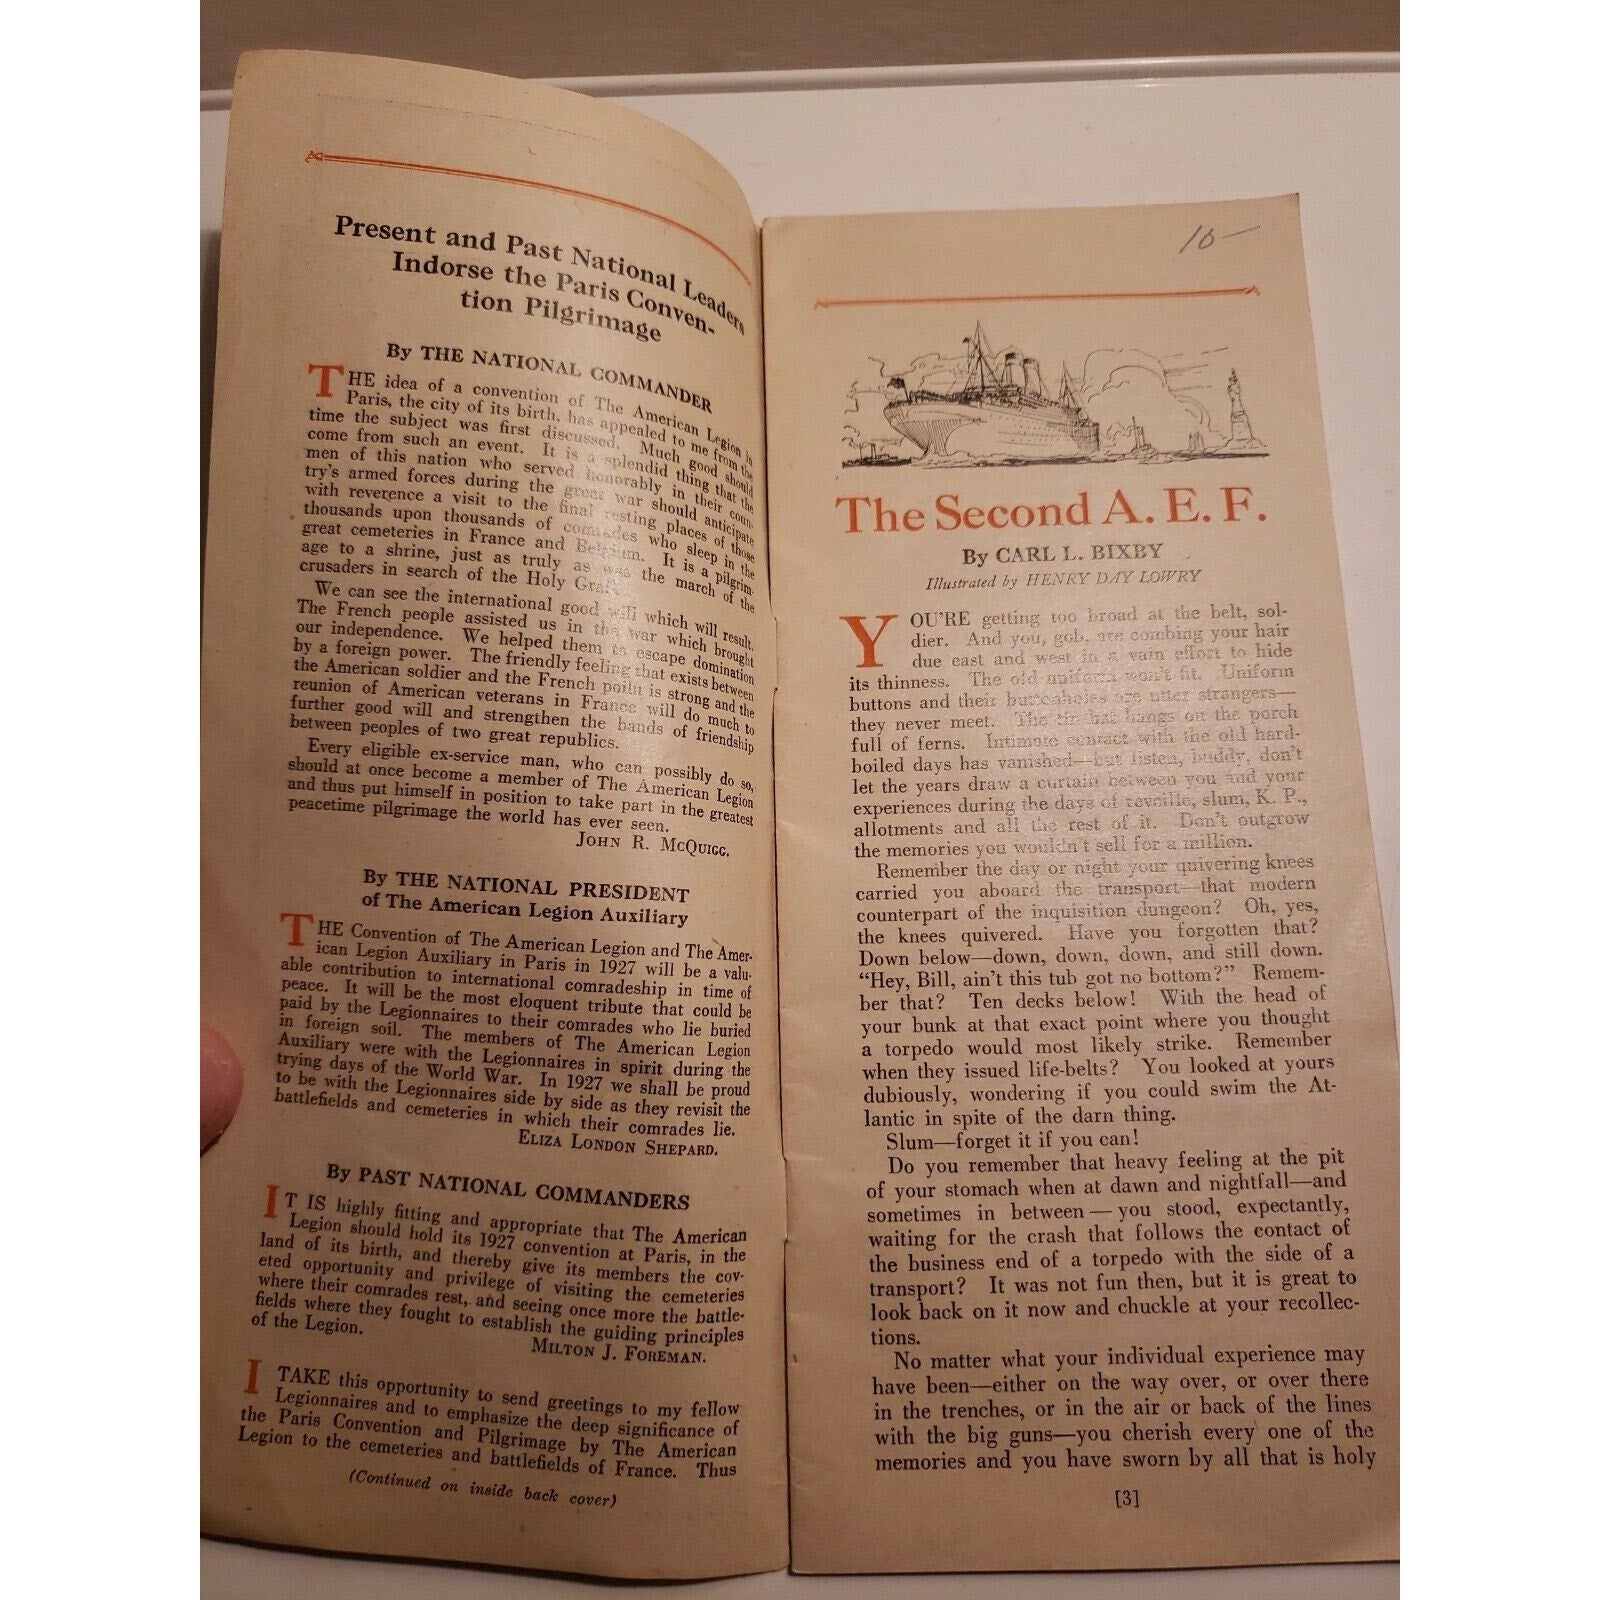 Present and Past National Leaders
Indorse the Paris Conven-
tion Pilgrimage
By THE NATIONAL COMMANDER
THE idea of a convention of The American Legion in
Paris, the city of its birth, has appealed to me from the
time the subject was first discussed. Much good should
come from such an event. It is a splendid thing that the
men of this nation who served honorably in their coun-
try's armed forces during the great war should anticipate
with reverence a visit to the final resting places of those
thousands upon thousands of comrades who sleep in the
great cemeteries in France and Belgium. It is a pilgrim-
age to a shrine, just as truly as was the march of the
crusaders in search of the Holy Grail.
We can see the international good will which will result.
The French people assisted us in the war which brought
our independence. We helped them to escape domination
by a foreign power. The friendly feeling that exists between
the American soldier and the French poilu is strong and the
reunion of American veterans in France will do much to
further good will and strengthen the bands of friendship
between peoples of two great republics.
Every eligible ex-service man, who can possibly do so,
should at once become a member of The American Legion
and thus put himself in position to take part in the greatest
peacetime pilgrimage the world has ever seen.
JOHN R. MCQUIGG.
By THE NATIONAL PRESIDENT
of The American Legion Auxiliary
THE Convention of The American Legion and The Amer-
ican Legion Auxiliary in Paris in 1927 will be a valu-
able contribution to international comradeship in time of
peace. It will be the most eloquent tribute that could be
paid by the Legionnaires to their comrades who lie buried
in foreign soil. The members of The American Legion
Auxiliary were with the Legionnaires in spirit during the
trying days of the World War. In 1927 we shall be proud
to be with the Legionnaires side by side as they revisit the
battlefields and cemeteries in which their comrades lie.
ELIZA LONDON SHEPARD.
By PAST NATIONAL COMMANDERS
IT IS highly fitting and appropriate that The American
Legion should hold its 1927 convention at Paris, in the
land of its birth, and thereby give its members the cov-
eted opportunity and privilege of visiting the cemeteries
where their comrades rest, and seeing once more the battle-
fields where they fought to establish the guiding principles
of the Legion.
MILTON J. FOREMAN.
I TAKE this opportunity to send greetings to my fellow
Legionnaires and to emphasize the deep significance of
the Paris Convention and Pilgrimage by The American
Legion to the cemeteries and battlefields of France. Thus
(Continued on inside back cover)
10-
The Second A. E. F.
By CARL L. BIXBY
Illustrated by HENRY DAY LOWRY
YOU'RE getting too broad at the belt, sol-
dier. And you, gob, are combing your hair
due east and west in a vain effort to hide
its thinness. The old uniform won't fit. Uniform
buttons and their buttonholes are utter strangers—
they never meet. The tin hat hangs on the porch
full of ferns. Intimate contact with the old hard-
boiled days has vanished—but listen, buddy, don't
let the years draw a curtain between you and your
experiences during the days of reveille, slum, K. P.,
allotments and all the rest of it. Don't outgrow
the memories you wouldn't sell for a million.
Remember the day or night your quivering knees
carried you aboard the transport—that modern
counterpart of the inquisition dungeon? Oh, yes,
the knees quivered. Have you forgotten that?
Down below—down, down, down, and still down.
"Hey, Bill, ain't this tub got no bottom?" Remem-
ber that? Ten decks below! With the head of
your bunk at that exact point where you thought
a torpedo would most likely strike. Remember
when they issued life-belts? You looked at yours
dubiously, wondering if you could swim the At-
lantic in spite of the darn thing.
Slum—forget it if you can!
Do you remember that heavy feeling at the pit
of your stomach when at dawn and nightfall—and
sometimes in between—you stood, expectantly,
waiting for the crash that follows the contact of
the business end of a torpedo with the side of a
transport? It was not fun then, but it is great to
look back on it now and chuckle at your recollec-
tions.
No matter what your individual experience may
have been—either on the way over, or over there
in the trenches, or in the air or back of the lines
with the big guns—you cherish every one of the
memories and you have sworn by all that is holy
[3]